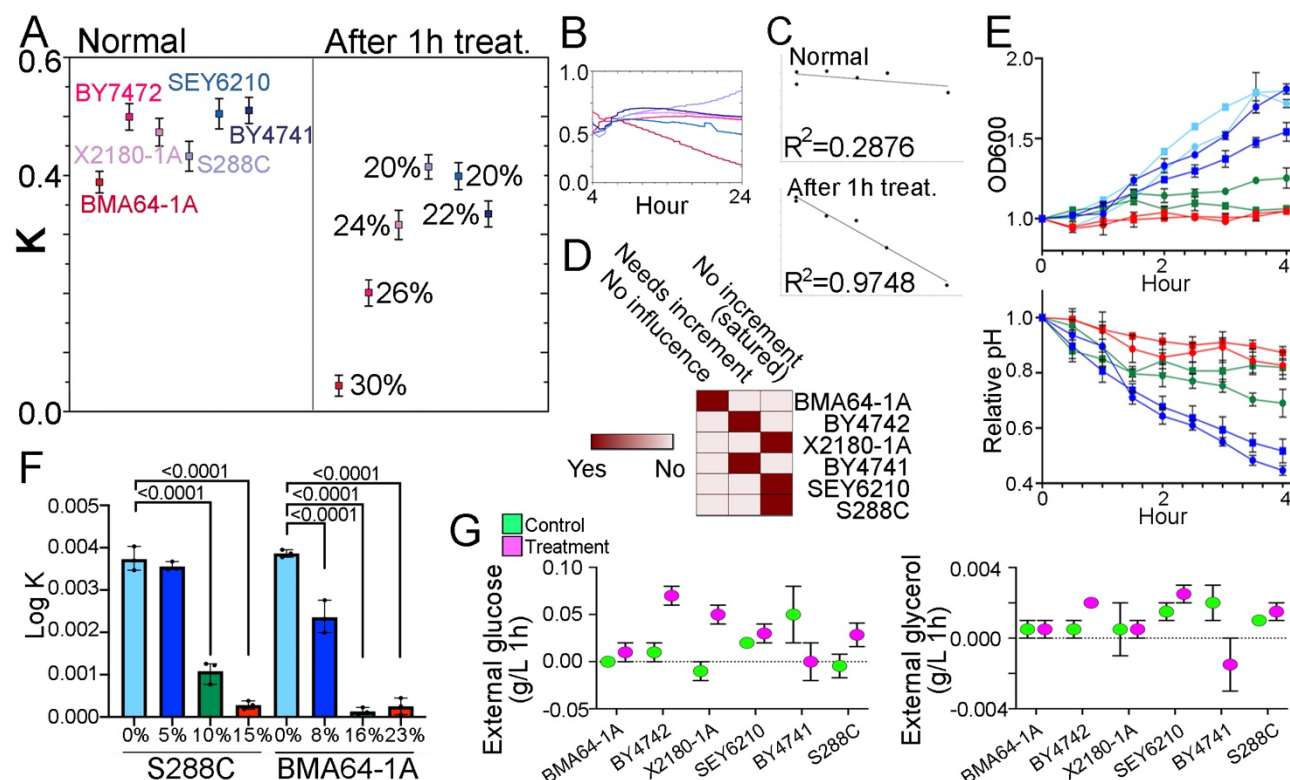 A
Normal
After 1h treat.
0.6
0.4
0.0
K
BY7472
SEY6210
X2180-1A
S288C
BY4741
BMA64-1A
20%
20%
24%
22%
26%
30%
B
1.0
0.5
0.0
4
24
Hour
C
Normal
R2=0.2876
After 1h treat.
R2=0.9748
D
No influcence
Needs increment
No increment
(satured)
BMA64-1A
BY4742
X2180-1A
BY4741
SEY6210
S288C
Yes
No
E
OD600
2.0
1.5
1.0
0
2
4
Hour
Relative pH
1.0
0.8
0.6
0.4
0
2
4
Hour
F
<0.0001
<0.0001
<0.0001
<0.0001
<0.0001
Log K
0.005
0.004
0.003
0.002
0.001
0.000
0% 5% 10% 15% 0% 8% 16% 23%
S288C
BMA64-1A
G
Control
Treatment
External glucose
(g/L 1h)
0.10
0.05
0.00
-0.05
BMA64-1A
BY4742
X2180-1A
SEY6210
BY4741
S288C
External glycerol
(g/L 1h)
0.004
0.000
-0.004
BMA64-1A
BY4742
X2180-1A
SEY6210
BY4741
S288C